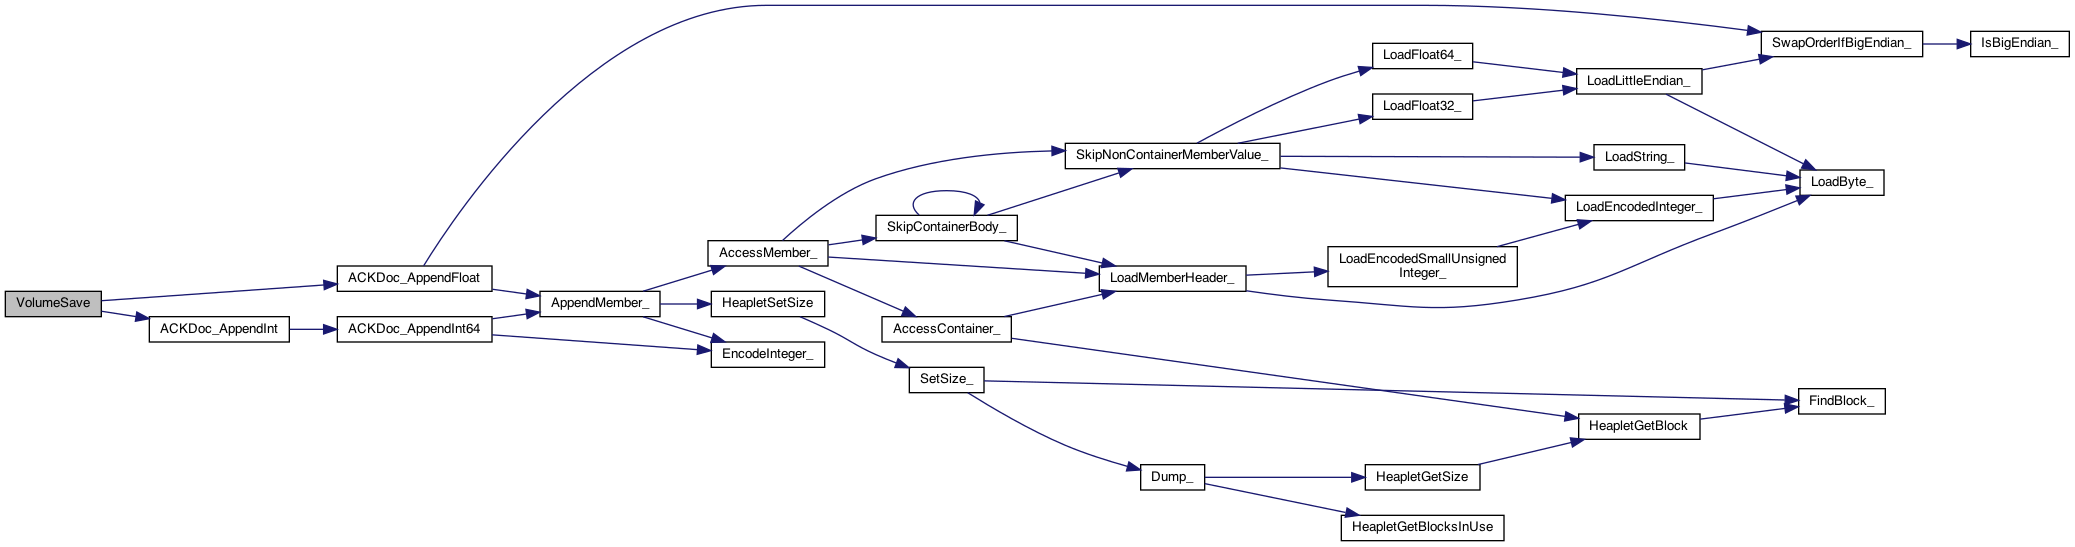 VolumeSave
ACKDoc_AppendFloat
ACKDoc_AppendInt
ACKDoc_AppendInt64
AppendMember_
AccessMember_
HeapletSetSize
EncodeInteger_
SkipContainerBody_
AccessContainer_
SetSize_
SkipNonContainerMemberValue_
LoadMemberHeader_
Dump_
LoadFloat64_
LoadFloat32_
LoadEncodedSmallUnsigned
Integer_
HeapletGetSize
HeapletGetBlocksInUse
LoadLittleEndian_
LoadString_
LoadEncodedInteger_
HeapletGetBlock
SwapOrderIfBigEndian_
LoadByte_
FindBlock_
IsBigEndian_